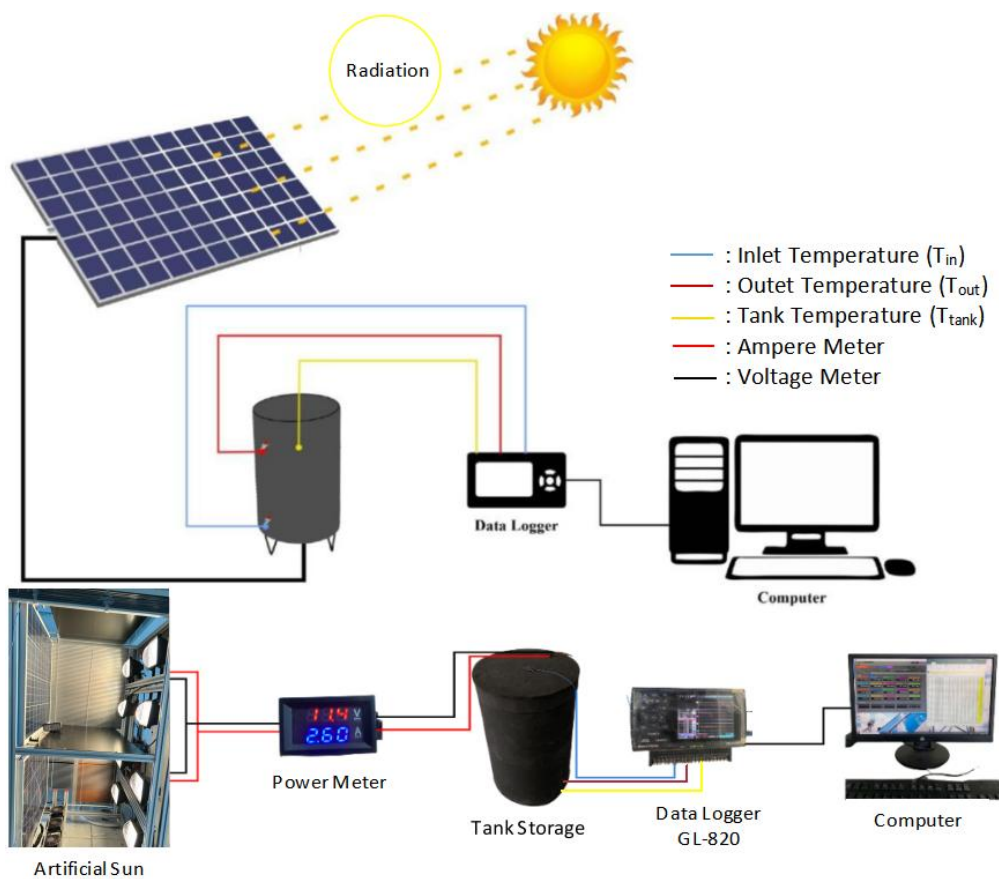 Radiation
: Inlet Temperature (Tin)
: Outet Temperature (Tout)
: Tank Temperature (Ttank)
: Ampere Meter
: Voltage Meter
Data Logger
Computer
11.4 V
2.60 A
Power Meter
Tank Storage
Data Logger
GL-820
Computer
Artificial Sun